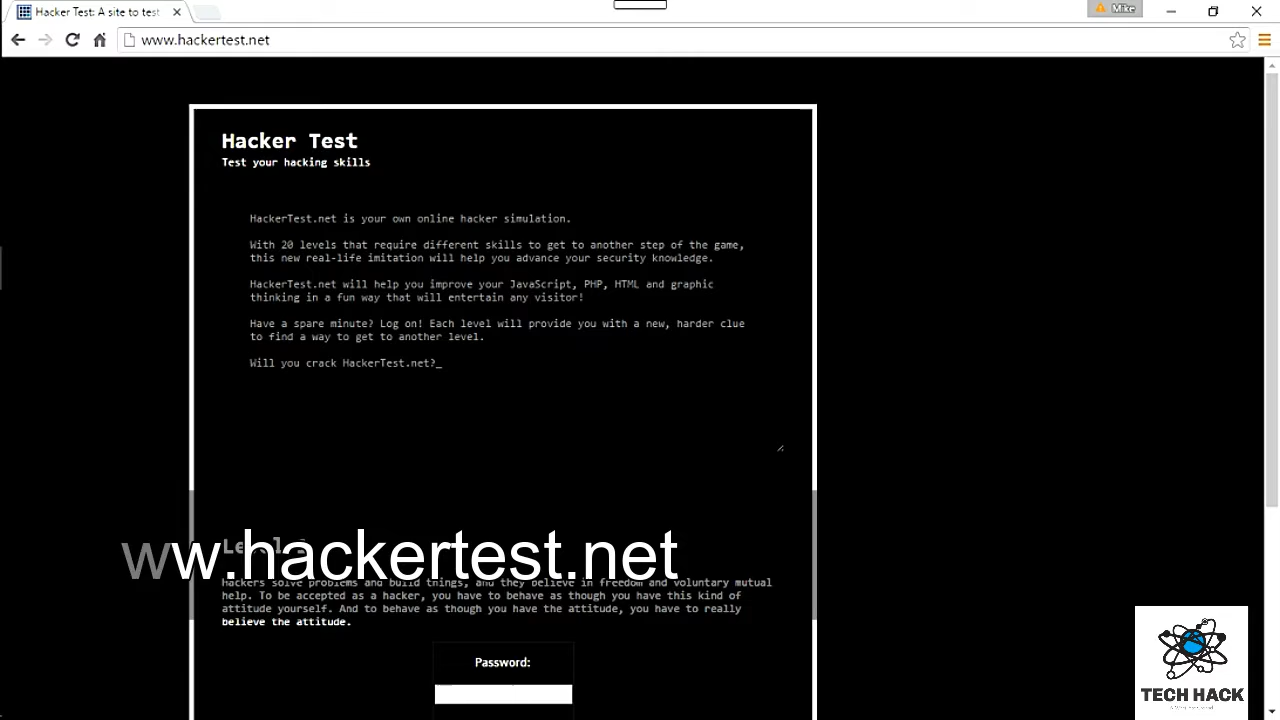 Hacker Test: A site to test
Mike
www.hackertest.net
Hacker Test
Test your hacking skills
HackerTest.net is your own online hacker simulation.
With 20 levels that require different skills to get to another step of the game,
this new real-life imitation will help you advance your security knowledge.
HackerTest.net will help you improve your JavaScript, PHP, HTML and graphic
thinking in a fun way that will entertain any visitor!
Have a spare minute? Log on! Each level will provide you with a new, harder clue
to find a way to get to another level.
Will you crack HackerTest.net?_
www.hackertest.net
Hackers solve problems and build things, and they believe in freedom and voluntary mutual
help. To be accepted as a hacker, you have to behave as though you have this kind of
attitude yourself. And to behave as though you have the attitude, you have to really
believe the attitude.
Password:
TECH HACK